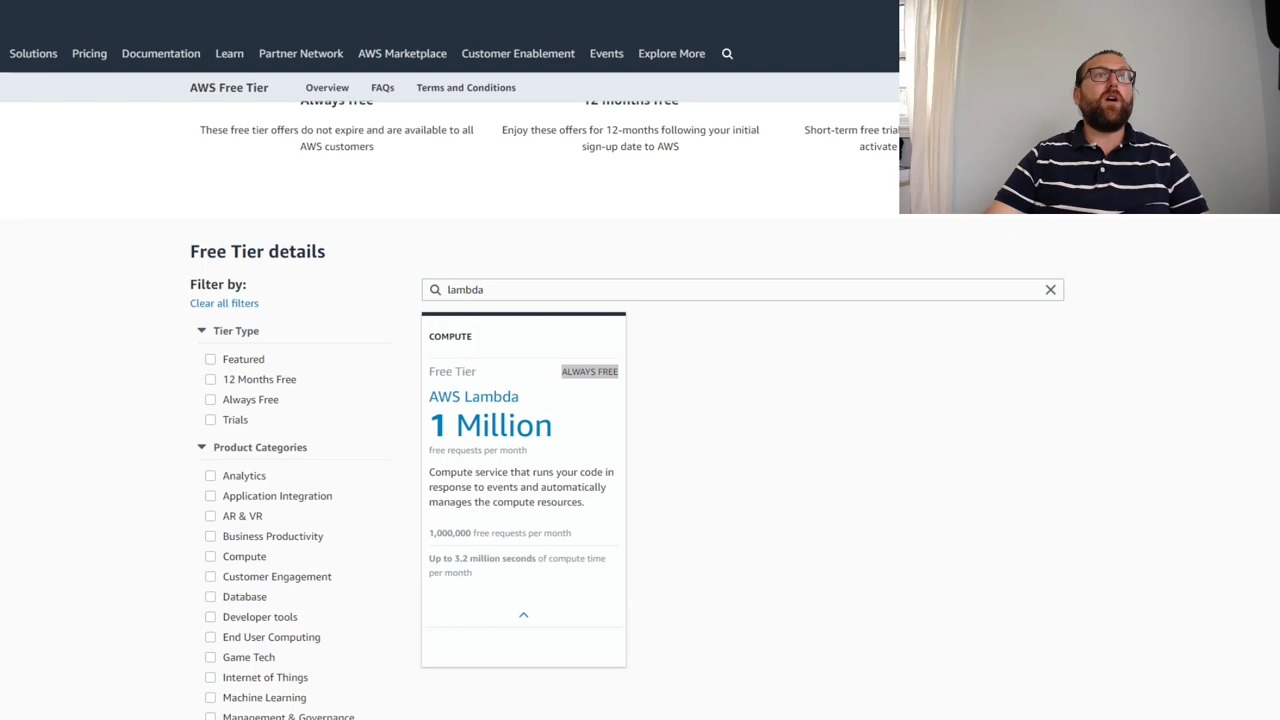 Solutions Pricing Documentation Learn Partner Network AWS Marketplace Customer Enablement Events Explore More
AWS Free Tier Overview FAQs Terms and Conditions
Always free 12 months free
These free tier offers do not expire and are available to all
AWS customers
Enjoy these offers for 12-months following your initial
sign-up date to AWS
Short-term free
activate
Free Tier details
Filter by:
Clear all filters
Tier Type
Featured
12 Months Free
Always Free
Trials
Product Categories
Analytics
Application Integration
AR & VR
Business Productivity
Compute
Customer Engagement
Database
Developer tools
End User Computing
Game Tech
Internet of Things
Machine Learning
Management & Governance
lambda
COMPUTE
Free Tier ALWAYS FREE
AWS Lambda
1 Million
free requests per month
Compute service that runs your code in
response to events and automatically
manages the compute resources.
1,000,000 free requests per month
Up to 3.2 million seconds of compute time
per month